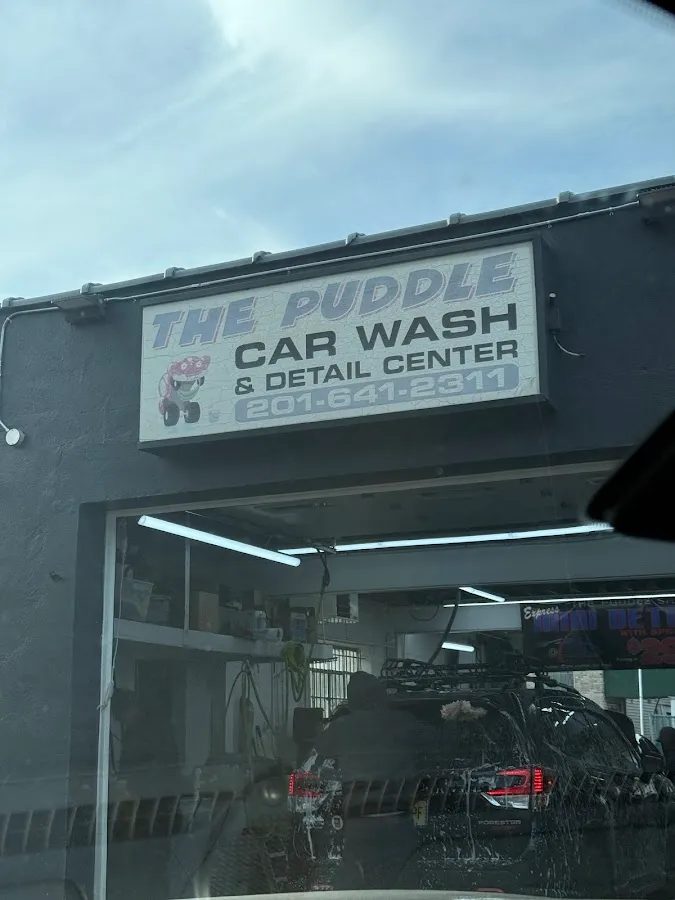 THE PUDDLE
CAR WASH
& DETAIL CENTER
201-641-2311
Express
FORESTER